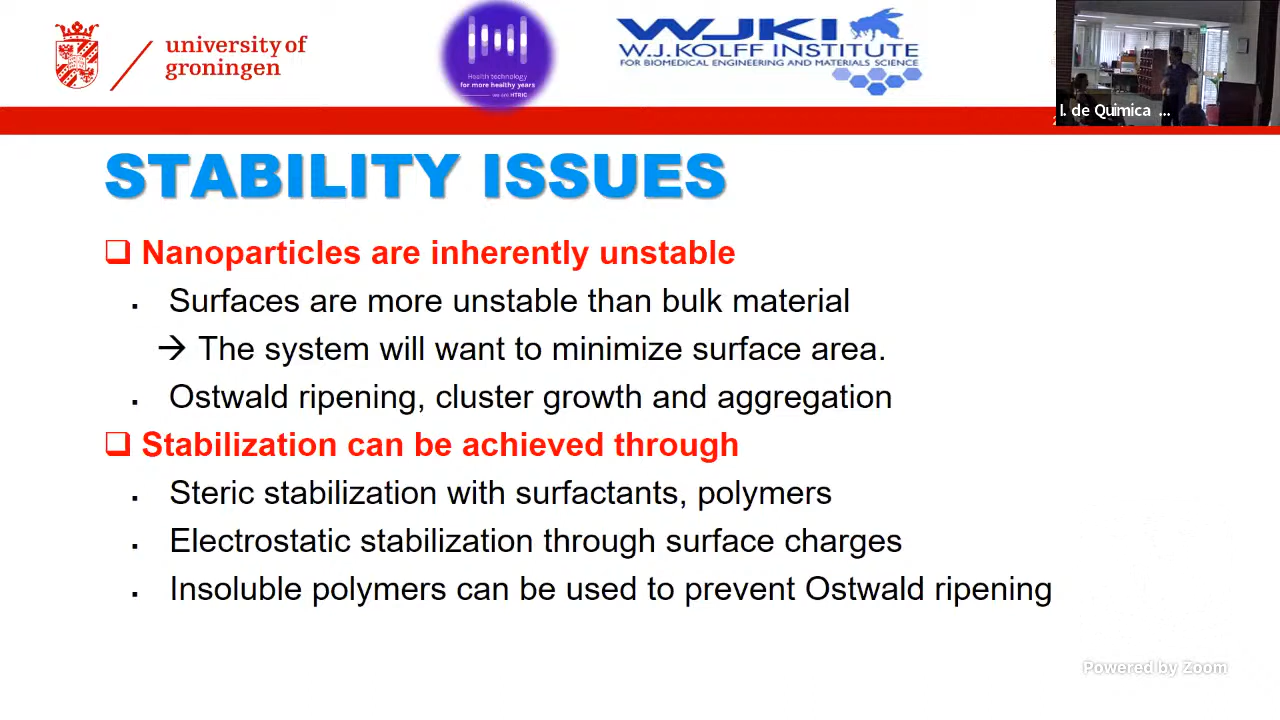 university of
groningen
Health technology
for more healthy years
we are HTRIC
WJKI
W.J.KOLFF INSTITUTE
FOR BIOMEDICAL ENGINEERING AND MATERIALS SCIENCE
I. de Quimica ...
STABILITY ISSUES
❑ Nanoparticles are inherently unstable
▪ Surfaces are more unstable than bulk material
→ The system will want to minimize surface area.
▪ Ostwald ripening, cluster growth and aggregation
❑ Stabilization can be achieved through
▪ Steric stabilization with surfactants, polymers
▪ Electrostatic stabilization through surface charges
▪ Insoluble polymers can be used to prevent Ostwald ripening
Powered by Zoom